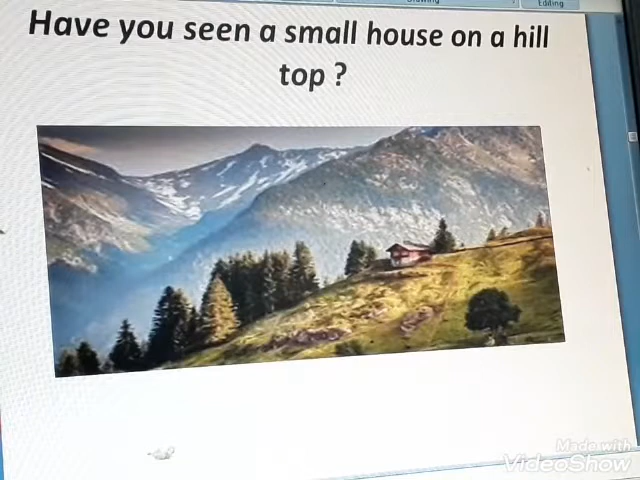 Editing
Have you seen a small house on a hill
top ?
Made with
VideoShow